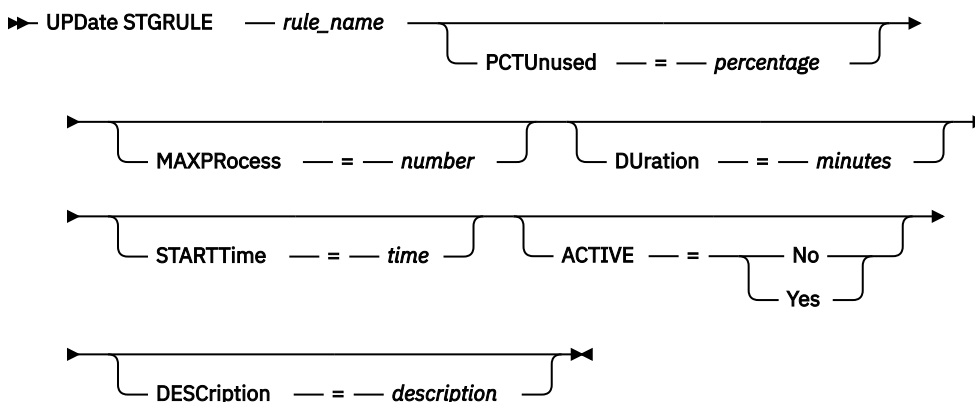 UPDate STGRULE rule_name
PCTUnused = percentage
MAXPRocess = number DUration = minutes
STARTTime = time ACTIVE = No
Yes
DESCription = description